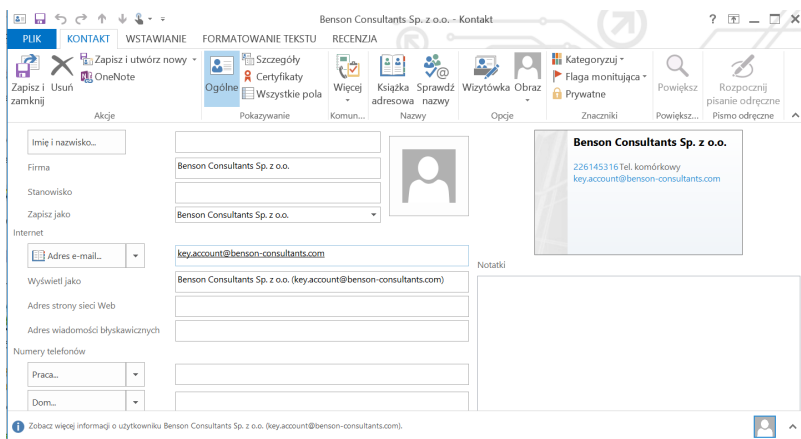 Benson Consultants Sp. z o.o. - Kontakt
?
PLIK KONTAKT WSTAWIANIE FORMATOWANIE TEKSTU RECENZJA
Zapisz i zamknij
Usuń
Zapisz i utwórz nowy
OneNote
Akcje
Ogólne
Szczegóły
Certyfikaty
Wszystkie pola
Pokazywanie
Więcej
Komun...
Książka adresowa
Sprawdź nazwy
Nazwy
Wizytówka
Obraz
Opcje
Kategoryzuj
Flaga monitująca
Prywatne
Znaczniki
Powiększ
Powiększ...
Rozpocznij pisanie odręczne
Pismo odręczne
Imię i nazwisko...
Firma Benson Consultants Sp. z o.o.
Stanowisko
Zapisz jako Benson Consultants Sp. z o.o.
Internet
Adres e-mail... key.account@benson-consultants.com
Wyświetl jako Benson Consultants Sp. z o.o. (key.account@benson-consultants.com)
Adres strony sieci Web
Adres wiadomości błyskawicznych
Numery telefonów
Praca...
Dom...
Benson Consultants Sp. z o.o.
226145316 Tel. komórkowy
key.account@benson-consultants.com
Notatki
Zobacz więcej informacji o użytkowniku Benson Consultants Sp. z o.o. (key.account@benson-consultants.com).